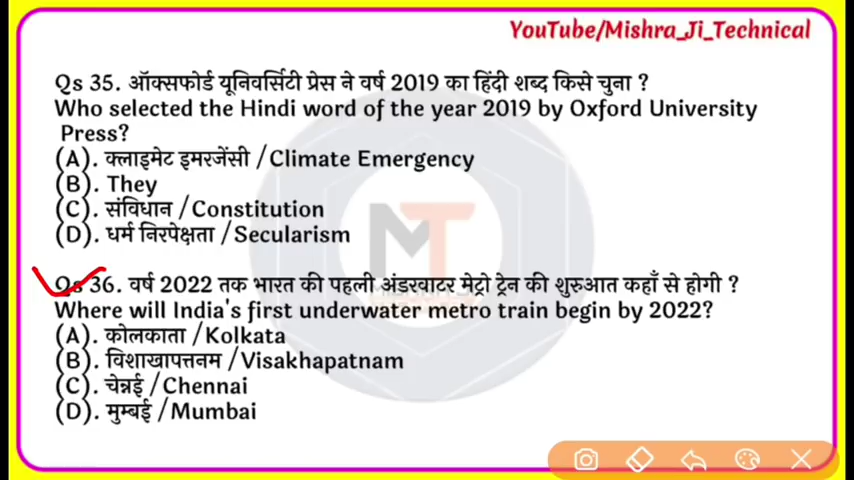 YouTube/Mishra_Ji_Technical
Qs 35. ऑक्सफोर्ड यूनिवर्सिटी प्रेस ने वर्ष 2019 का हिंदी शब्द किसे चुना ?
Who selected the Hindi word of the year 2019 by Oxford University
Press?
(A). क्लाइमेट इमरजेंसी /Climate Emergency
(B). They
(C). संविधान /Constitution
(D). धर्म निरपेक्षता /Secularism
Qs 36. वर्ष 2022 तक भारत की पहली अंडरवाटर मेट्रो ट्रेन की शुरुआत कहाँ से होगी ?
Where will India's first underwater metro train begin by 2022?
(A). कोलकाता /Kolkata
(B). विशाखापत्तनम /Visakhapatnam
(C). चेन्नई /Chennai
(D). मुम्बई /Mumbai